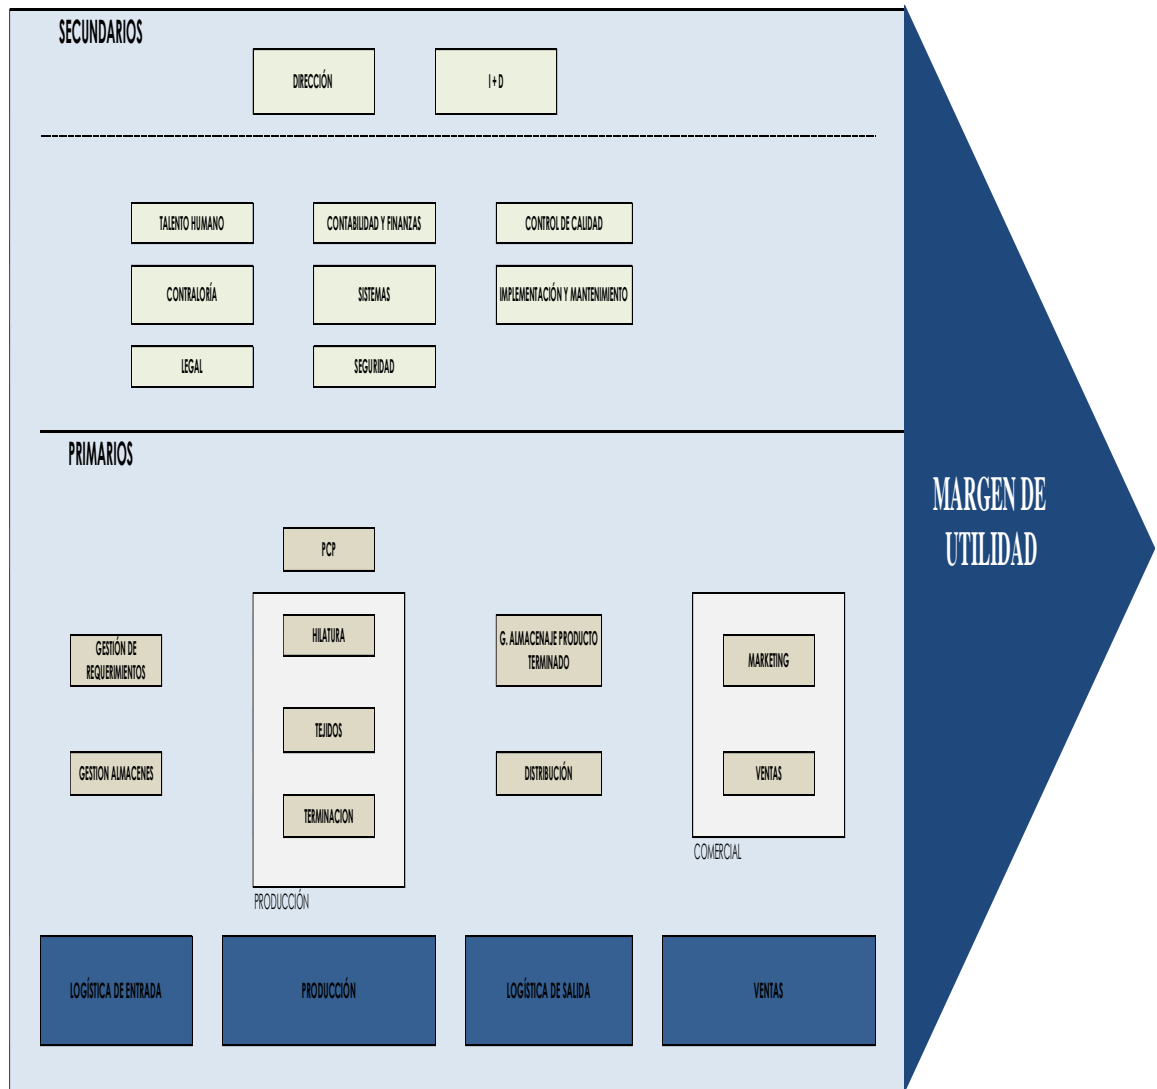 SECUNDARIOS
DIRECCIÓN
I + D
TALENTO HUMANO
CONTABILIDAD Y FINANZAS
CONTROL DE CALIDAD
CONTRALORÍA
SISTEMAS
IMPLEMENTACIÓN Y MANTENIMIENTO
LEGAL
SEGURIDAD
PRIMARIOS
MARGEN DE
UTILIDAD
PCP
GESTIÓN DE
REQUERIMIENTOS
GESTION ALMACENES
HILATURA
TEJIDOS
TERMINACION
PRODUCCIÓN
G. ALMACENAJE PRODUCTO
TERMINADO
DISTRIBUCIÓN
MARKETING
VENTAS
COMERCIAL
LOGÍSTICA DE ENTRADA
PRODUCCIÓN
LOGÍSTICA DE SALIDA
VENTAS